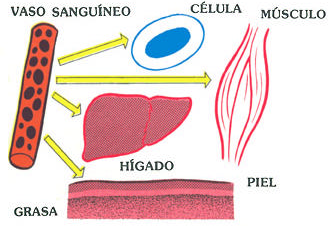 VASO SANGUÍNEO
CÉLULA
MÚSCULO
HÍGADO
PIEL
GRASA